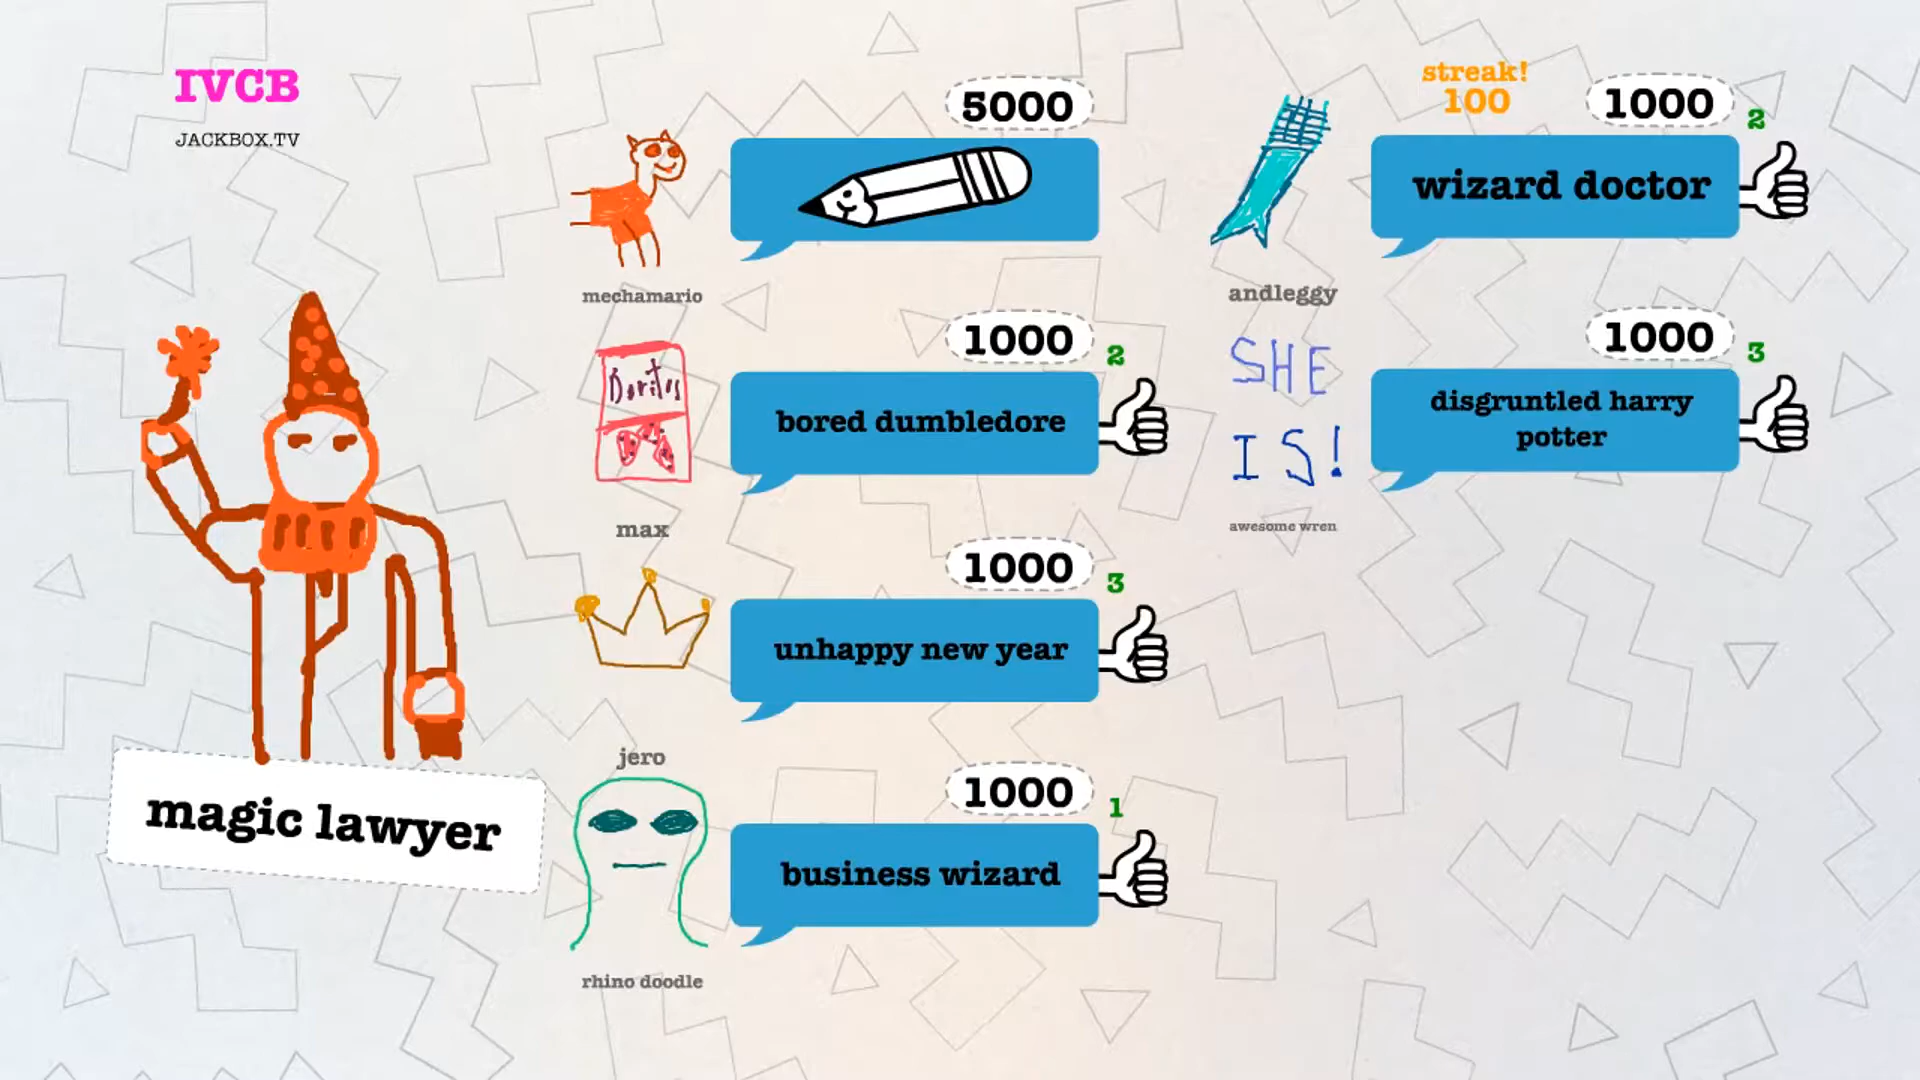 IVCB
JACKBOX.TV
magic lawyer
5000
mechamario
1000
2
Doritos
bored dumbledore
max
1000
3
unhappy new year
jero
1000
1
business wizard
rhino doodle
streak!
100
1000
2
wizard doctor
andleggy
1000
3
SHE
IS!
disgruntled harry
potter
awesome wren